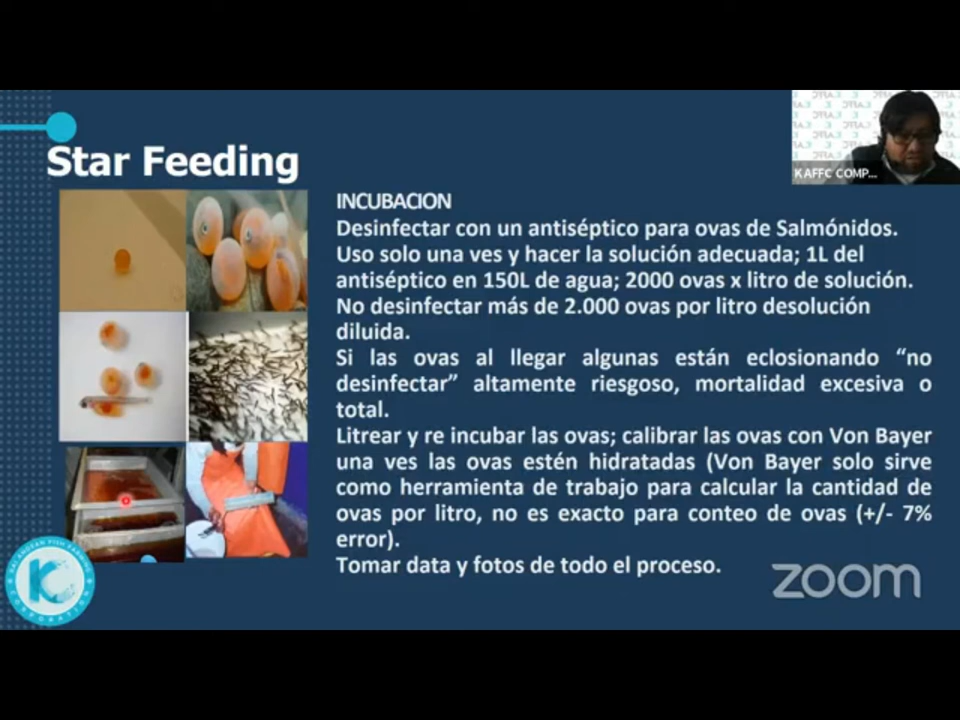 Star Feeding
KAFFC COMP...
INCUBACION
Desinfectar con un antiséptico para ovas de Salmónidos.
Uso solo una ves y hacer la solución adecuada; 1L del
antiséptico en 150L de agua; 2000 ovas x litro de solución.
No desinfectar más de 2.000 ovas por litro desolución
diluida.
Si las ovas al llegar algunas están eclosionando “no
desinfectar” altamente riesgoso, mortalidad excesiva o
total.
Litrear y re incubar las ovas; calibrar las ovas con Von Bayer
una ves las ovas estén hidratadas (Von Bayer solo sirve
como herramienta de trabajo para calcular la cantidad de
ovas por litro, no es exacto para conteo de ovas (+/- 7%
error).
Tomar data y fotos de todo el proceso.
zoom